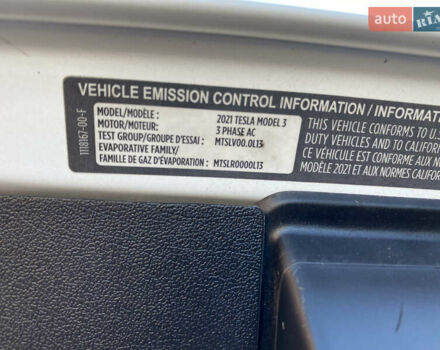 auto RIA
VEHICLE EMISSION CONTROL INFORMATION / INFORMAT
1118167-00-F
MODEL/MODÈLE : 2021 TESLA MODEL 3
MOTOR/MOTEUR: 3 PHASE AC
TEST GROUP/GROUPE D'ESSAI : MTSLV00.0L13
EVAPORATIVE FAMILY/
FAMILLE DE GAZ D'ÉVAPORATION : MTSLR0000L13
THIS VEHICLE CONFORMS TO
DUTY VEHICLES AND TO CALIFOR
CE VÉHICULE EST CONFORME AU
MODÈLE 2021 ET AUX NORMES CALIFOR